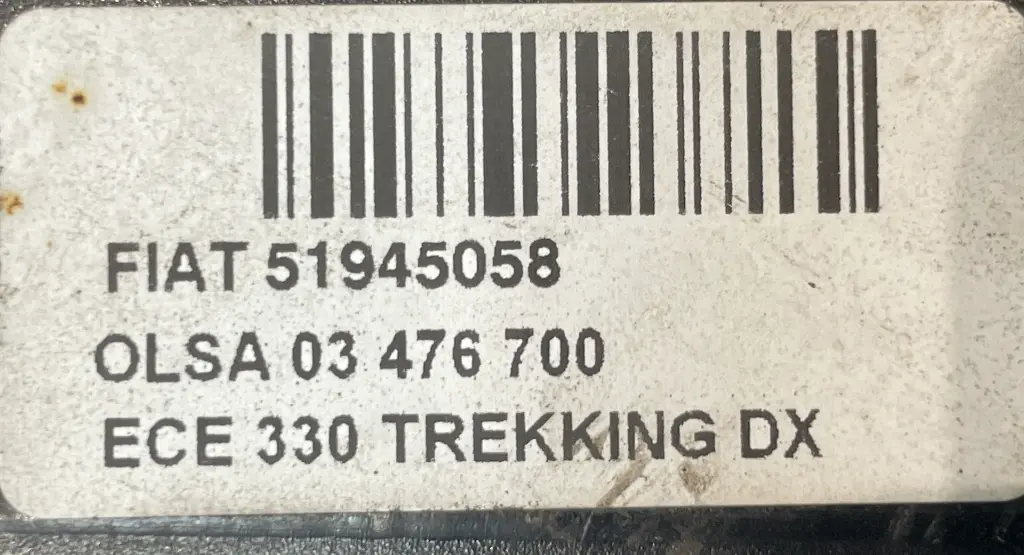 FIAT 51945058
OLSA 03 476 700
ECE 330 TREKKING DX